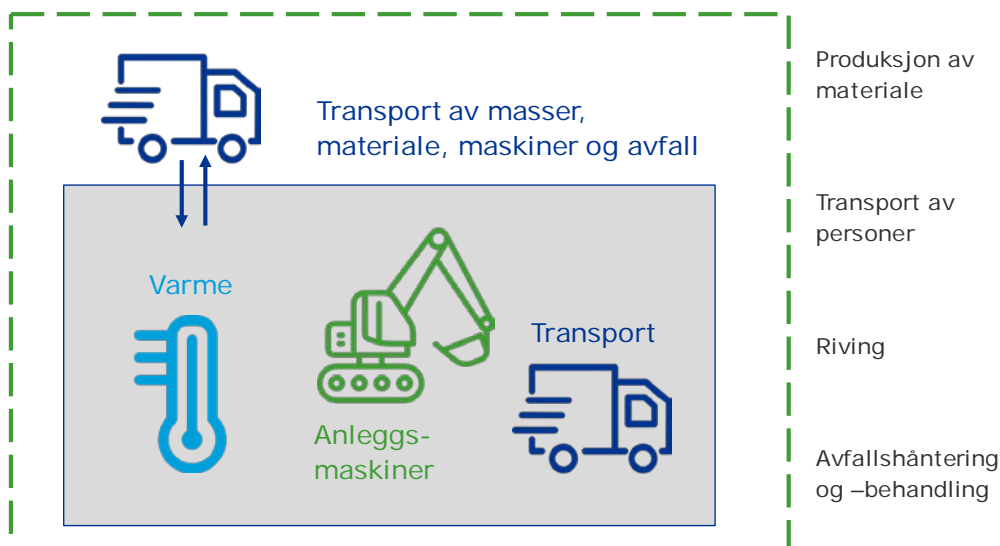 Transport av masser,
materiale, maskiner og avfall
Varme
Anleggs-
maskiner
Transport
Produksjon av
materiale
Transport av
personer
Riving
Avfallshåntering
og –behandling